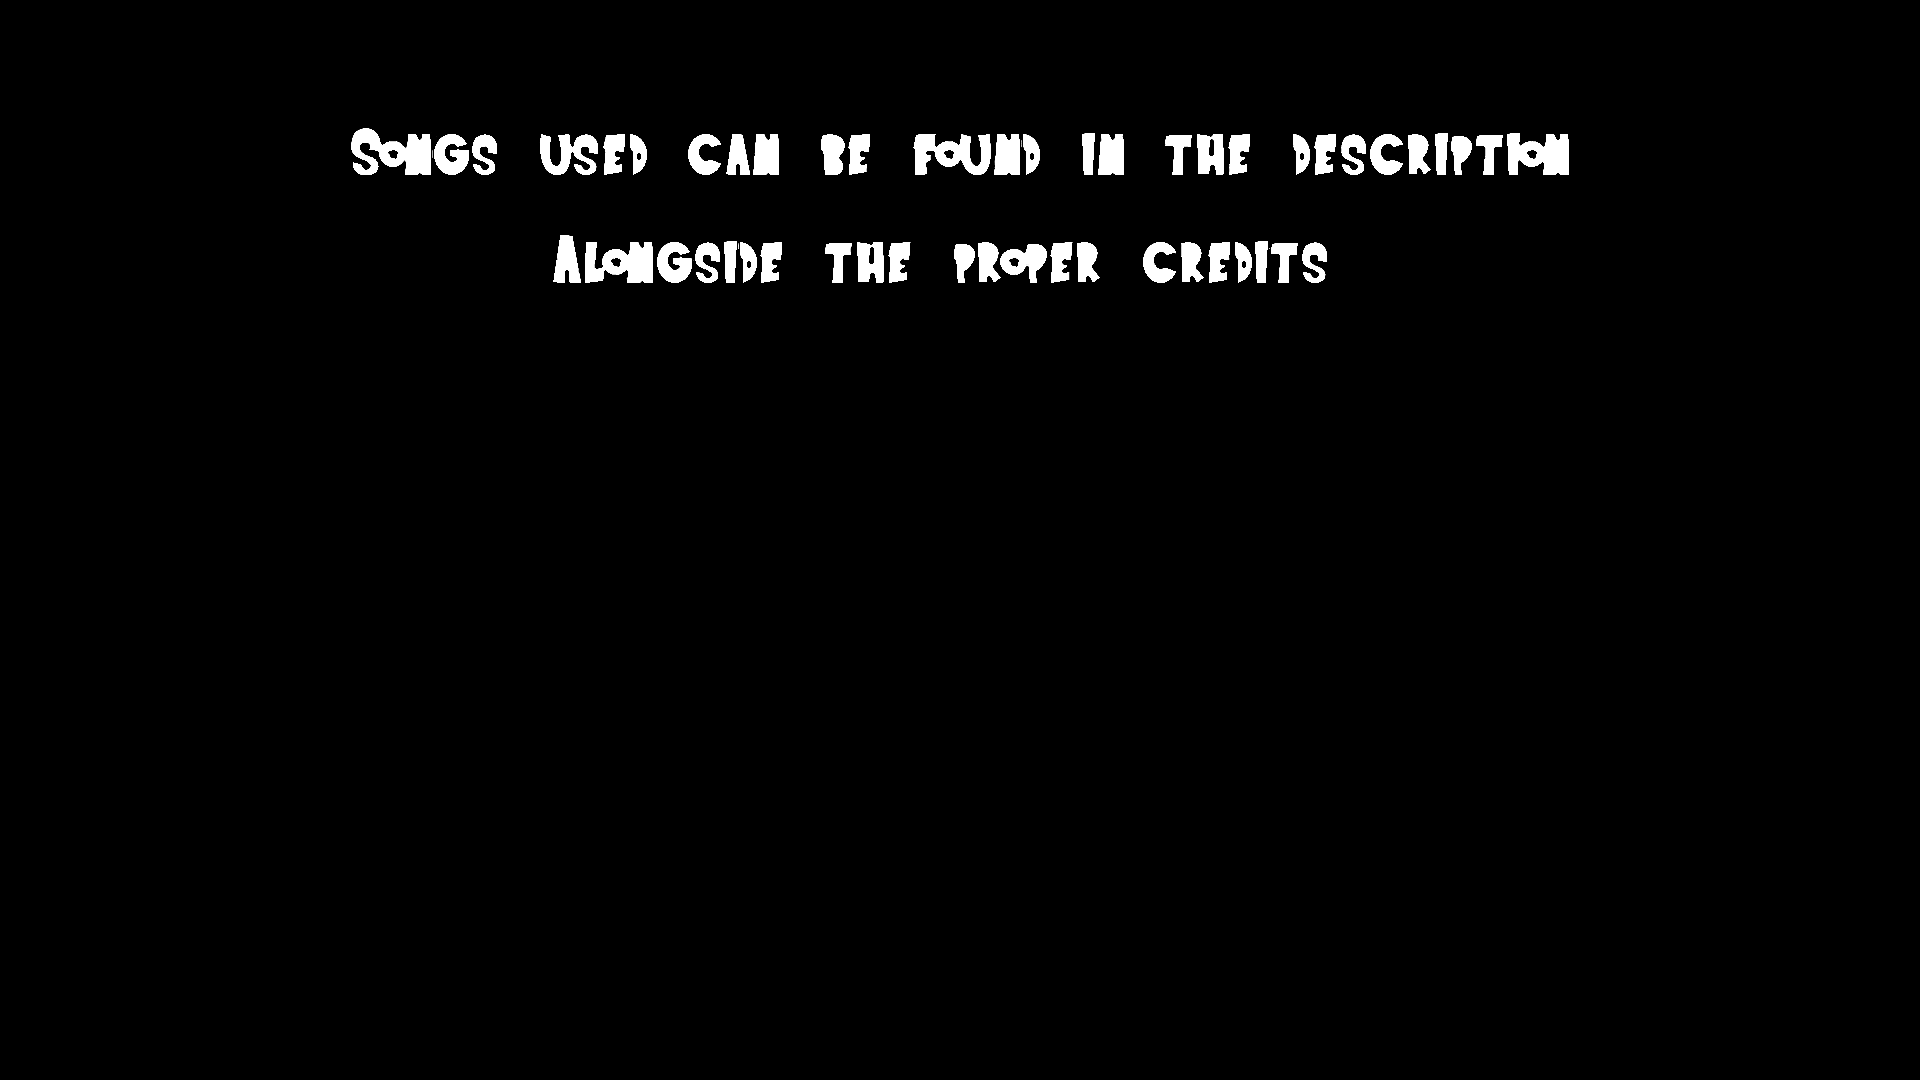 Songs used can be found in the description
Alongside the proper credits